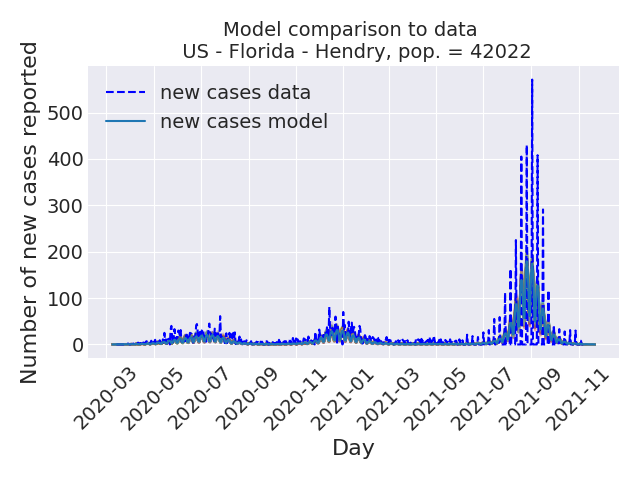 Model comparison to data
US - Florida - Hendry, pop. = 42022
Number of new cases reported
new cases data
new cases model
500
400
300
200
100
0
2020-03
2020-05
2020-07
2020-09
2020-11
2021-01
2021-03
2021-05
2021-07
2021-09
2021-11
Day